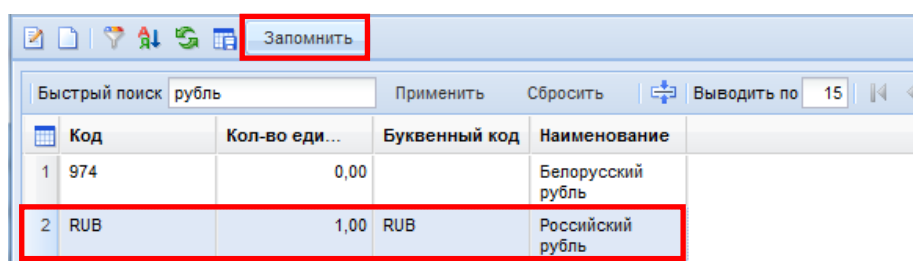 Запомнить
Быстрый поиск рубль Применить Сбросить Выводить по 15
Код Кол-во еди... Буквенный код Наименование
1 974 0,00 Белорусский
рубль
2 RUB 1,00 RUB Российский
рубль